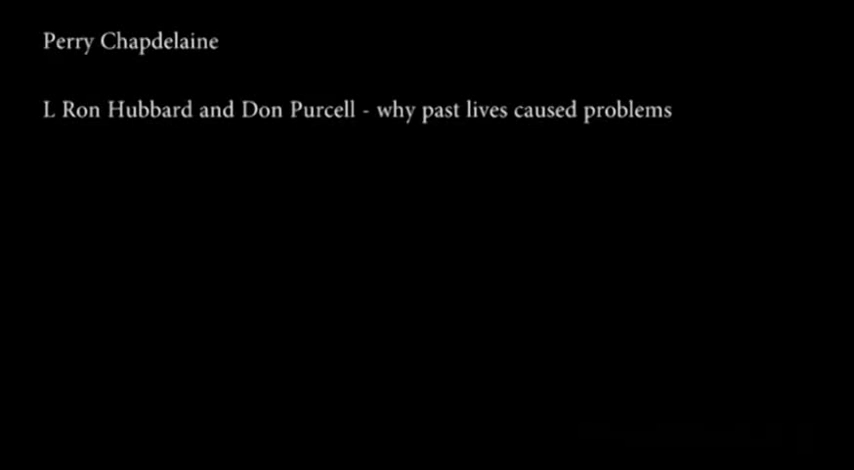 Perry Chapdelaine
L Ron Hubbard and Don Purcell - why past lives caused problems